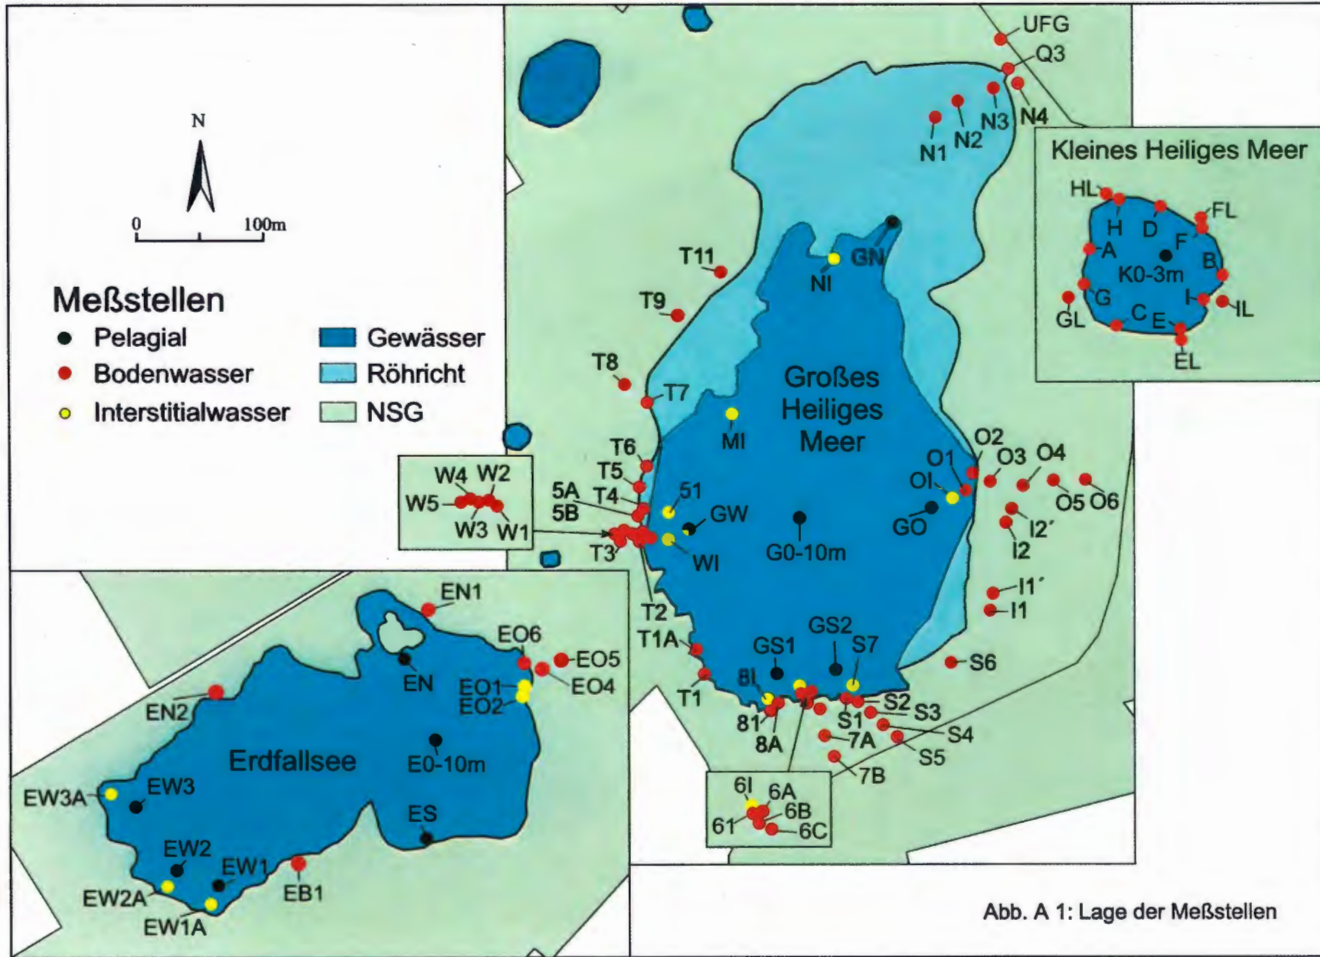 UFG
Q3
N4
N3
N2
N1
N
0 100m
Meßstellen
Pelagial
Bodenwasser
Interstitialwasser
Gewässer
Röhricht
NSG
Kleines Heiliges Meer
HL
H
D
FL
F
A
B
K0-3m
G
GL
C
E
I
IL
EL
GN
NI
T11
T9
T8
T7
Großes
Heiliges
Meer
MI
T6
T5
T4
5A
5B
T3
51
GW
WI
G0-10m
W4
W2
W5
W3
W1
O2
O1
OI
GO
O3
O4
O5
O6
I2´
I2
I1´
I1
T2
T1A
T1
GS1
GS2
S7
S6
8I
81
8A
S1
S2
S3
S4
S5
7A
7B
6I
6A
61
6B
6C
EN1
EO6
EO5
EO4
EO1
EO2
EN
EN2
Erdfallsee
E0-10m
EW3A
EW3
ES
EW2
EW1
EB1
EW2A
EW1A
Abb. A 1: Lage der Meßstellen